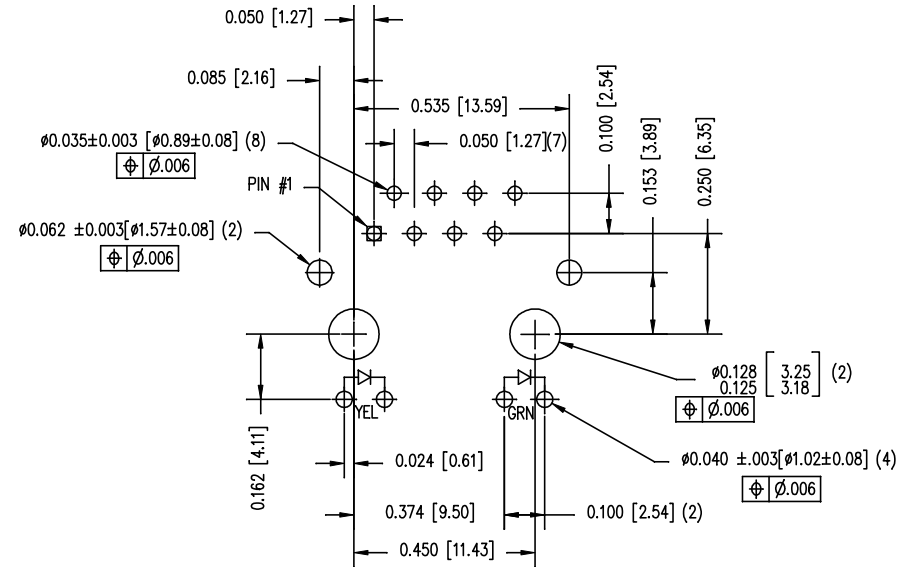 0.050 [1.27]
0.085 [2.16]
0.535 [13.59]
0.100 [2.54]
0.153 [3.89]
0.250 [6.35]
ø0.035±0.003 [ø0.89±0.08] (8)
⌖ Ø.006
0.050 [1.27](7)
PIN #1
ø0.062 ±0.003[ø1.57±0.08] (2)
⌖ Ø.006
ø0.128 [ 3.25 ] (2)
0.125 3.18
⌖ Ø.006
YEL
GRN
0.162 [4.11]
0.024 [0.61]
ø0.040 ±.003[ø1.02±0.08] (4)
⌖ Ø.006
0.374 [9.50]
0.100 [2.54] (2)
0.450 [11.43]